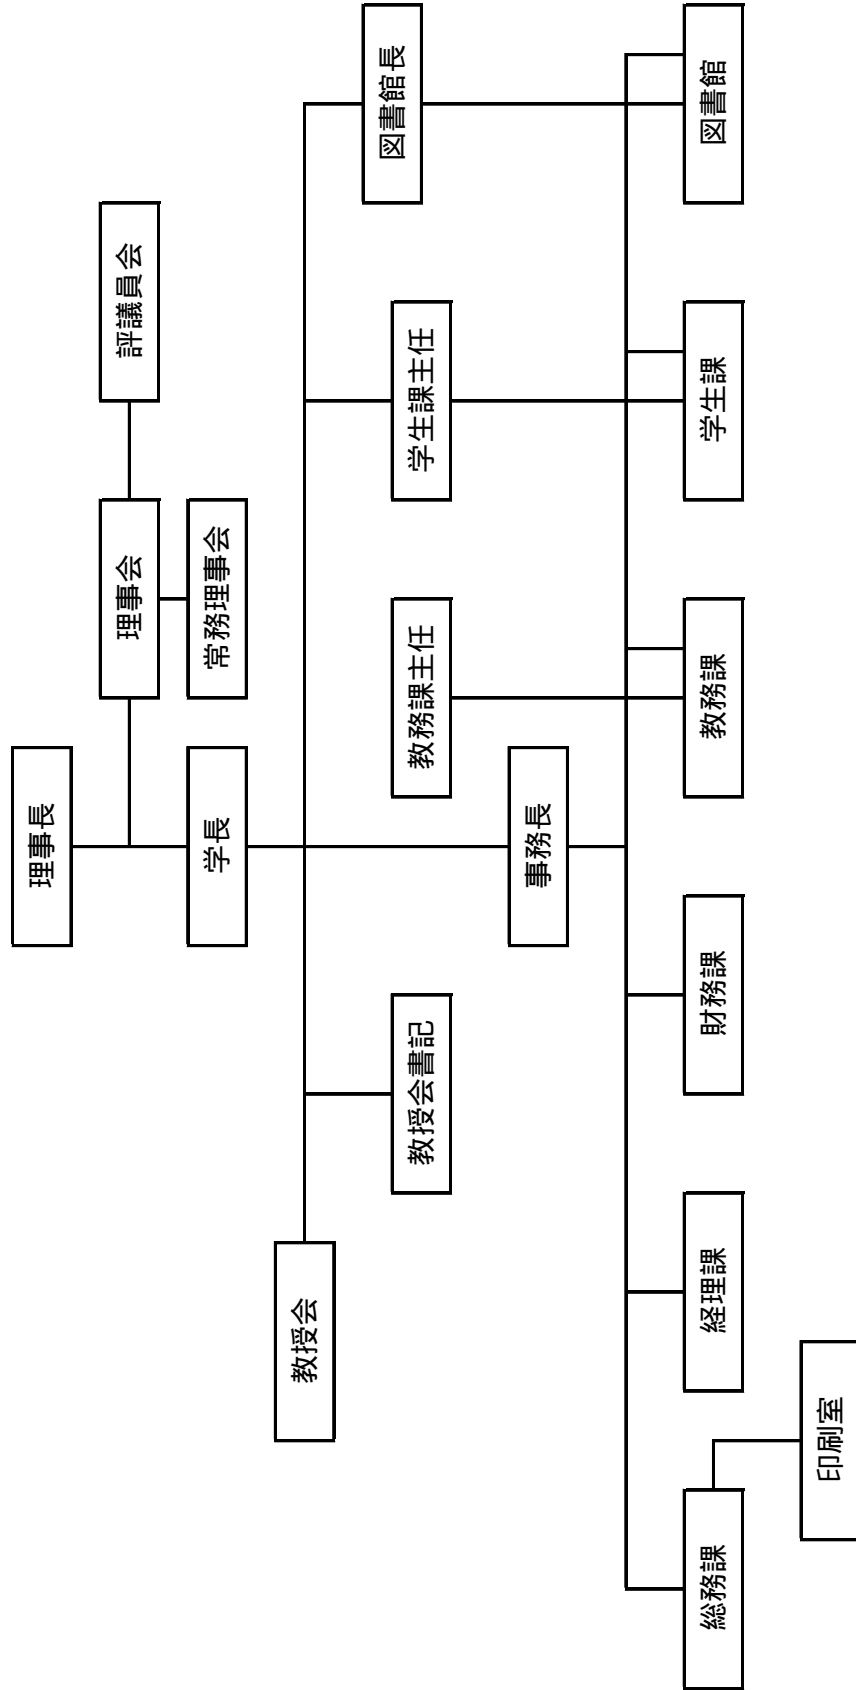 理事長
理事会
評議員会
常務理事会
学長
教授会
教授会書記
教務課主任
学生課主任
図書館長
事務長
総務課
経理課
財務課
教務課
学生課
図書館
印刷室